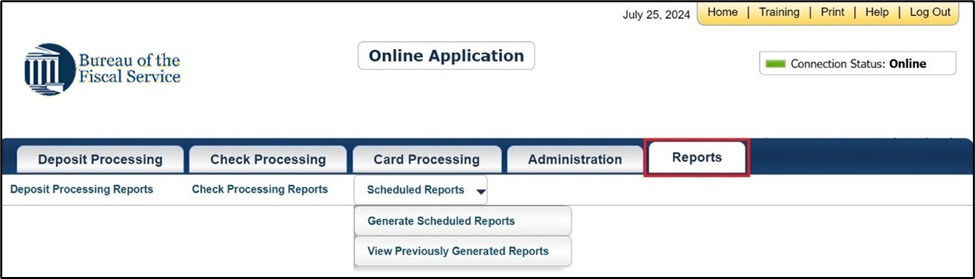 July 25, 2024 Home Training Print Help Log Out
Bureau of the
Fiscal Service
Online Application
Connection Status: Online
Deposit Processing Check Processing Card Processing Administration Reports
Deposit Processing Reports Check Processing Reports Scheduled Reports
Generate Scheduled Reports
View Previously Generated Reports